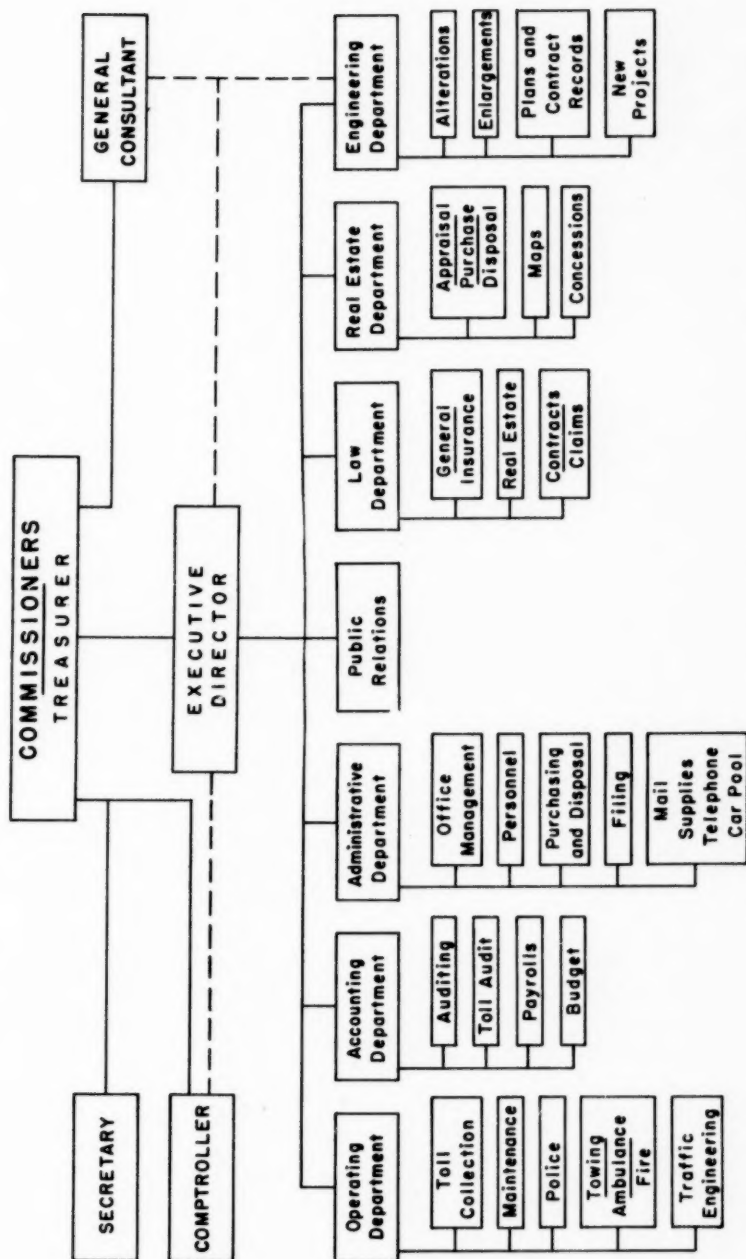 COMMISSIONERS
TREASURER
GENERAL
CONSULTANT
SECRETARY
COMPTROLLER
EXECUTIVE
DIRECTOR
Operating
Department
Toll
Collection
Maintenance
Police
Towing
Ambulance
Fire
Traffic
Engineering
Accounting
Department
Auditing
Toll Audit
Payrolls
Budget
Administrative
Department
Office
Management
Personnel
Purchasing
and Disposal
Filing
Mail
Supplies
Telephone
Car Pool
Public
Relations
Law
Department
General
Insurance
Real Estate
Contracts
Claims
Real Estate
Department
Appraisal
Purchase
Disposal
Maps
Concessions
Engineering
Department
Alterations
Enlargements
Plans and
Contract
Records
New
Projects